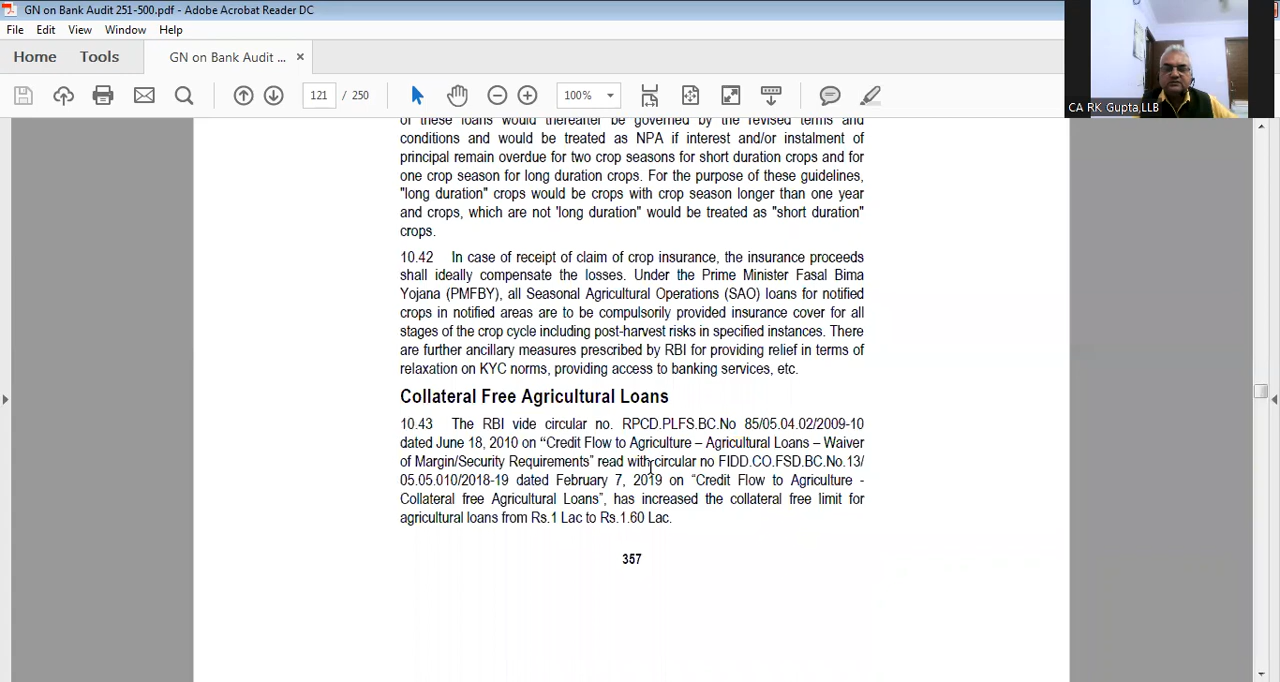 GN on Bank Audit 251-500.pdf - Adobe Acrobat Reader DC
File Edit View Window Help
Home Tools GN on Bank Audit ... ×
121 / 250 100%
CA RK Gupta,LLB
of these loans would thereafter be governed by the revised terms and
conditions and would be treated as NPA if interest and/or instalment of
principal remain overdue for two crop seasons for short duration crops and for
one crop season for long duration crops. For the purpose of these guidelines,
"long duration" crops would be crops with crop season longer than one year
and crops, which are not 'long duration" would be treated as "short duration"
crops.
10.42 In case of receipt of claim of crop insurance, the insurance proceeds
shall ideally compensate the losses. Under the Prime Minister Fasal Bima
Yojana (PMFBY), all Seasonal Agricultural Operations (SAO) loans for notified
crops in notified areas are to be compulsorily provided insurance cover for all
stages of the crop cycle including post-harvest risks in specified instances. There
are further ancillary measures prescribed by RBI for providing relief in terms of
relaxation on KYC norms, providing access to banking services, etc.
Collateral Free Agricultural Loans
10.43 The RBI vide circular no. RPCD.PLFS.BC.No 85/05.04.02/2009-10
dated June 18, 2010 on “Credit Flow to Agriculture – Agricultural Loans – Waiver
of Margin/Security Requirements” read with circular no FIDD.CO.FSD.BC.No.13/
05.05.010/2018-19 dated February 7, 2019 on “Credit Flow to Agriculture -
Collateral free Agricultural Loans”, has increased the collateral free limit for
agricultural loans from Rs.1 Lac to Rs.1.60 Lac.
357